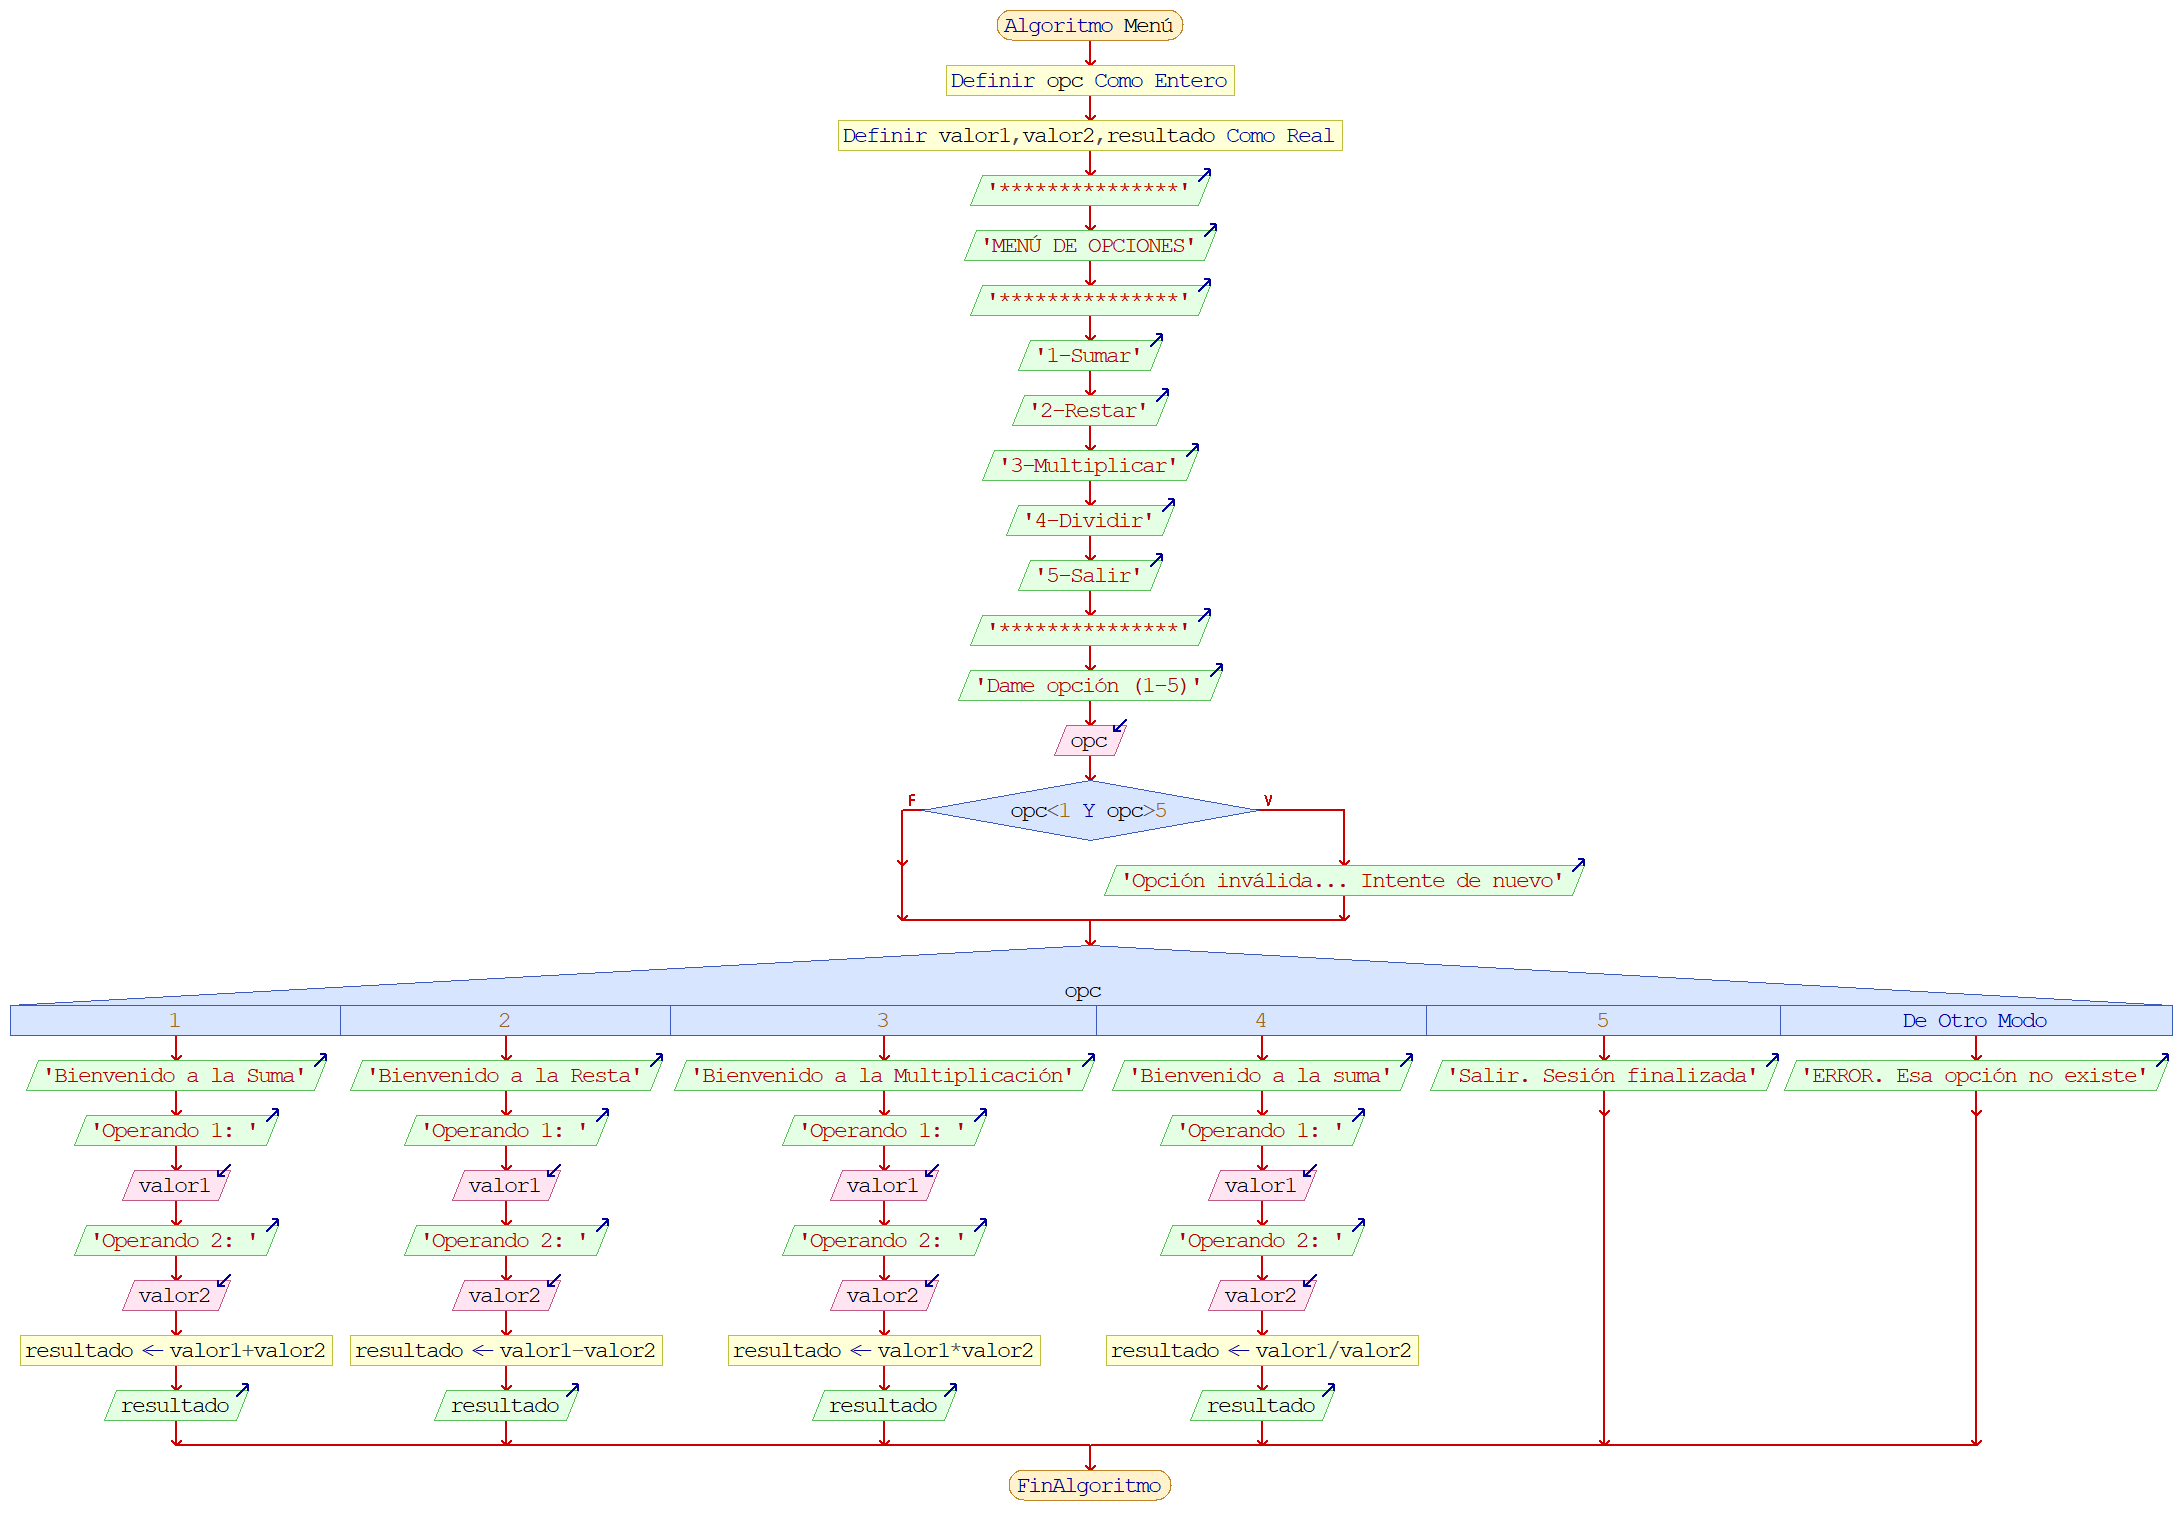 Algoritmo Menú
Definir opc Como Entero
Definir valor1,valor2,resultado Como Real
'***************'
'MENÚ DE OPCIONES'
'***************'
'1-Sumar'
'2-Restar'
'3-Multiplicar'
'4-Dividir'
'5-Salir'
'***************'
'Dame opción (1-5)'
opc
F opc<1 Y opc>5 V
'Opción inválida... Intente de nuevo'
opc
1 2 3 4 5 De Otro Modo
'Bienvenido a la Suma' 'Bienvenido a la Resta' 'Bienvenido a la Multiplicación' 'Bienvenido a la suma' 'Salir. Sesión finalizada' 'ERROR. Esa opción no existe'
'Operando 1: ' 'Operando 1: ' 'Operando 1: ' 'Operando 1: '
valor1 valor1 valor1 valor1
'Operando 2: ' 'Operando 2: ' 'Operando 2: ' 'Operando 2: '
valor2 valor2 valor2 valor2
resultado ← valor1+valor2 resultado ← valor1-valor2 resultado ← valor1*valor2 resultado ← valor1/valor2
resultado resultado resultado resultado
FinAlgoritmo